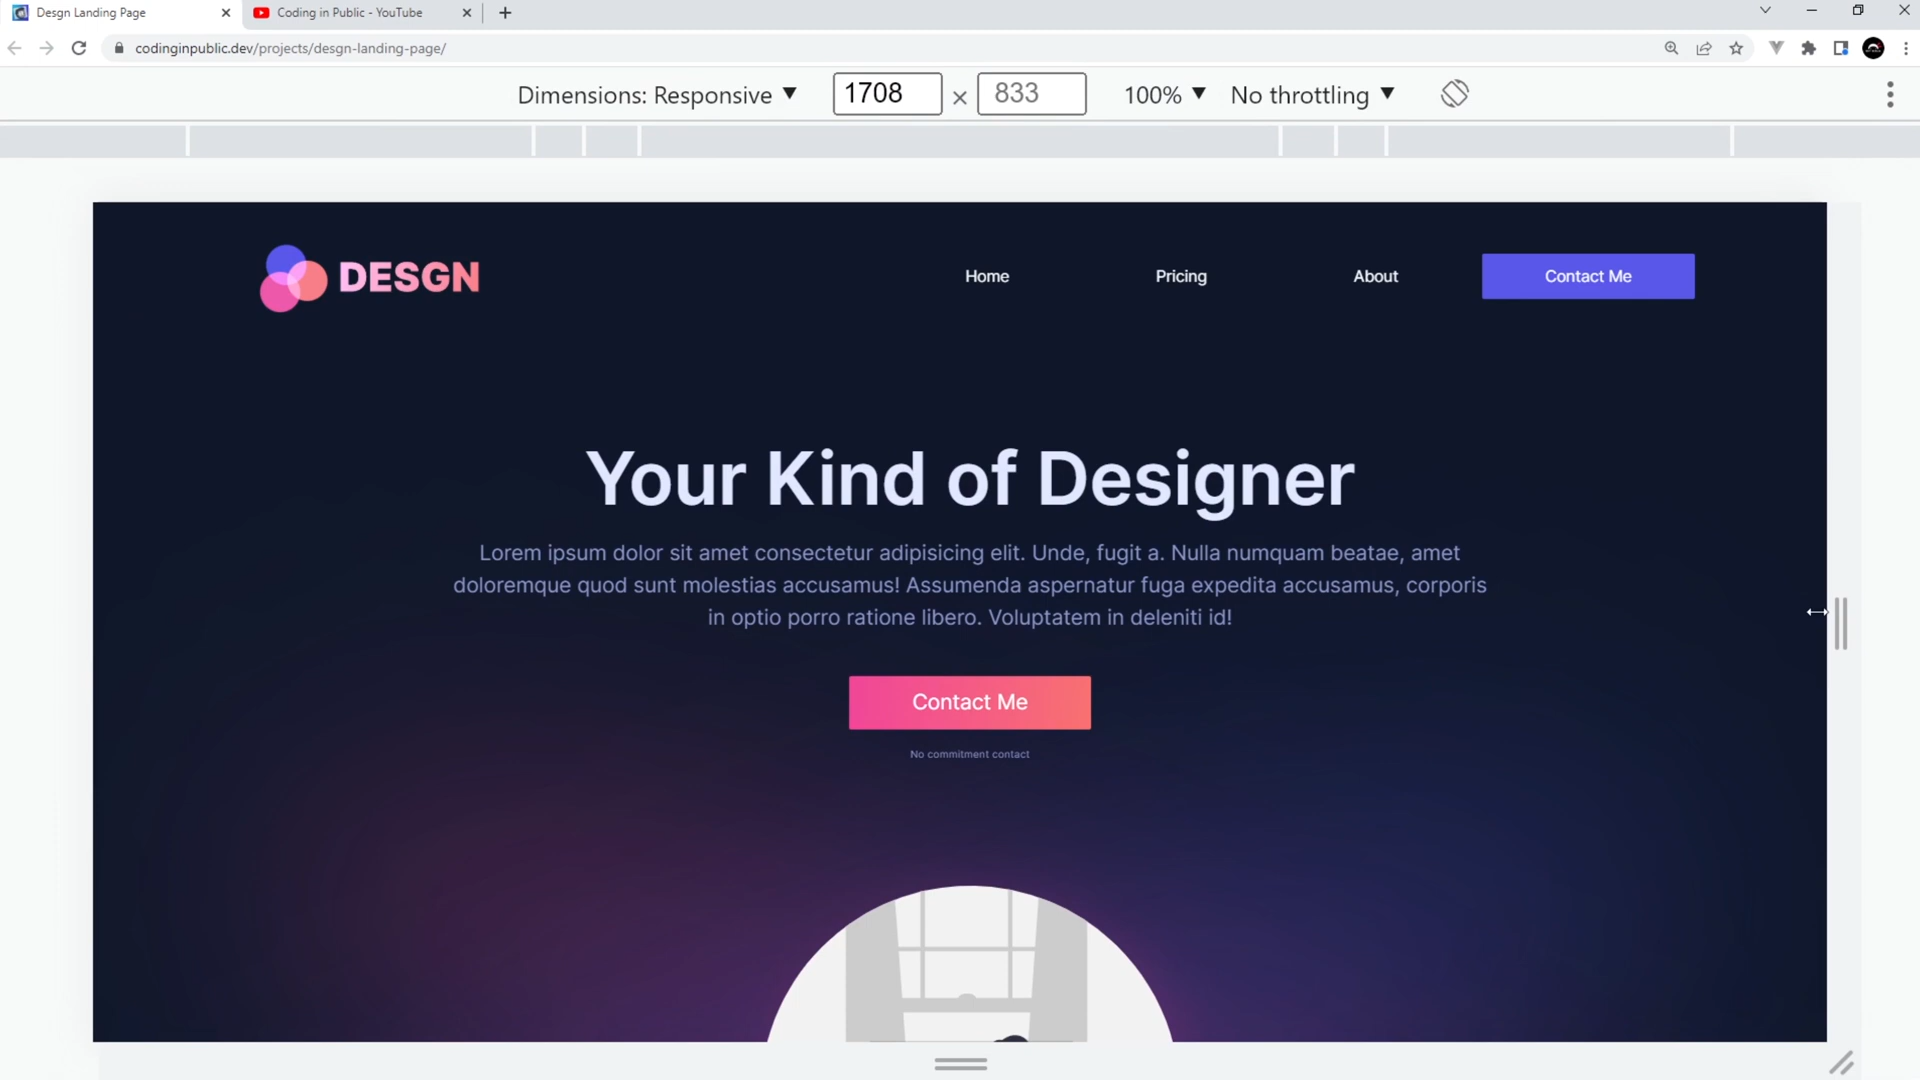 Desgn Landing Page
Coding in Public - YouTube
codinginpublic.dev/projects/desgn-landing-page/
Dimensions: Responsive ▼ 1708 × 833 100% ▼ No throttling ▼
DESGN
Home Pricing About Contact Me
Your Kind of Designer
Lorem ipsum dolor sit amet consectetur adipisicing elit. Unde, fugit a. Nulla numquam beatae, amet
doloremque quod sunt molestias accusamus! Assumenda aspernatur fuga expedita accusamus, corporis
in optio porro ratione libero. Voluptatem in deleniti id!
Contact Me
No commitment contact